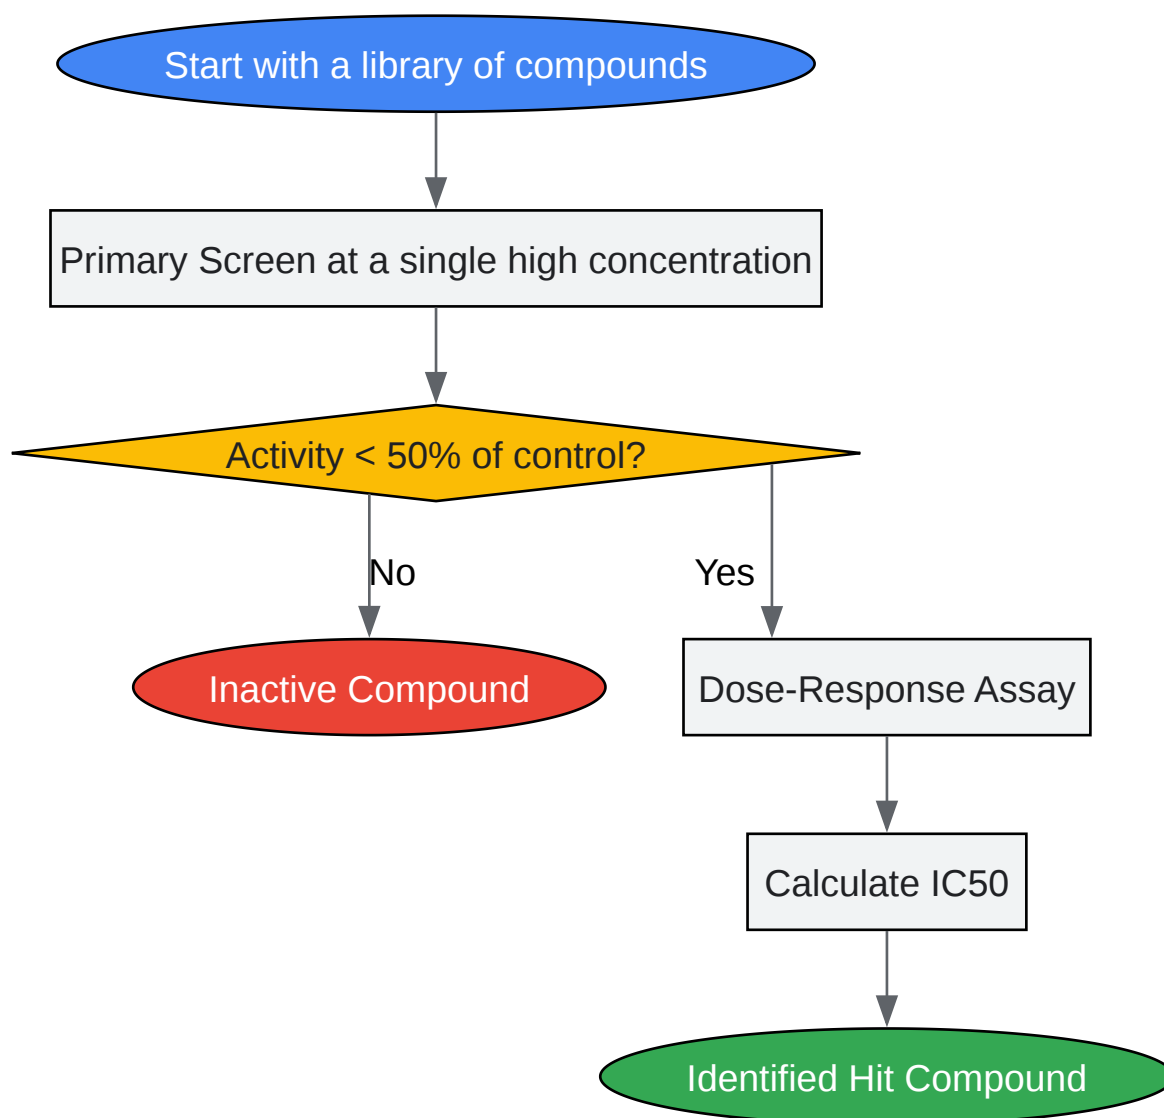 Start with a library of compounds
Primary Screen at a single high concentration
Activity < 50% of control?
No
Yes
Inactive Compound
Dose-Response Assay
Calculate IC50
Identified Hit Compound